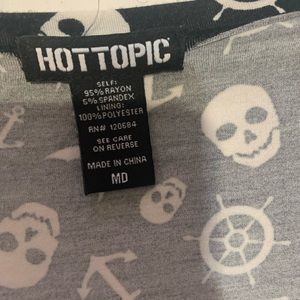 HOTTOPIC
SELF:
95% RAYON
5% SPANDEX
LINING:
100% POLYESTER
RN# 120684
SEE CARE
ON REVERSE
MADE IN CHINA
MD